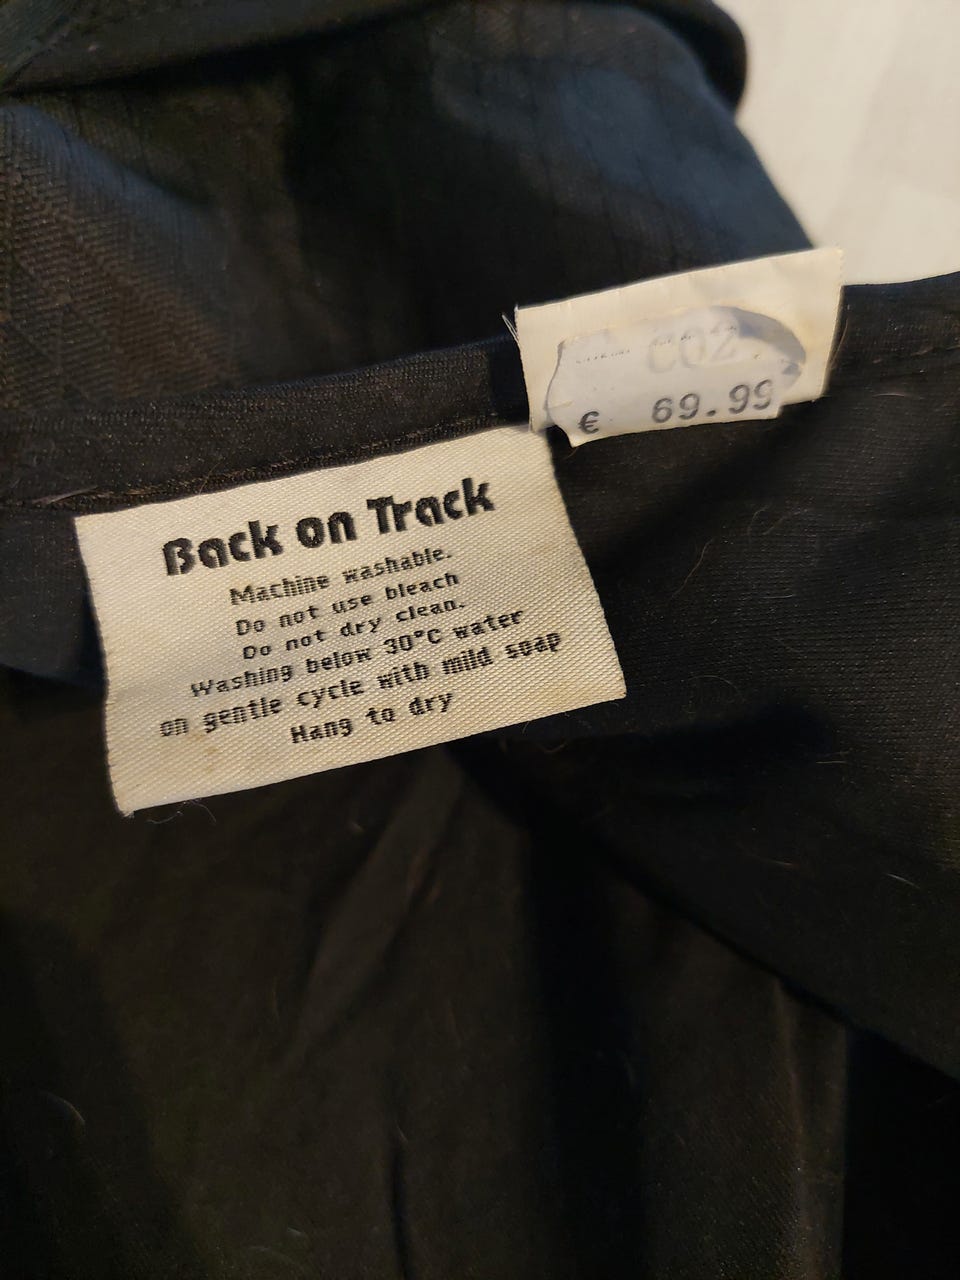 C02
€ 69.99
Back on Track
Machine washable.
Do not use bleach
Do not dry clean.
Washing below 30°C water
on gentle cycle with mild soap
Hang to dry